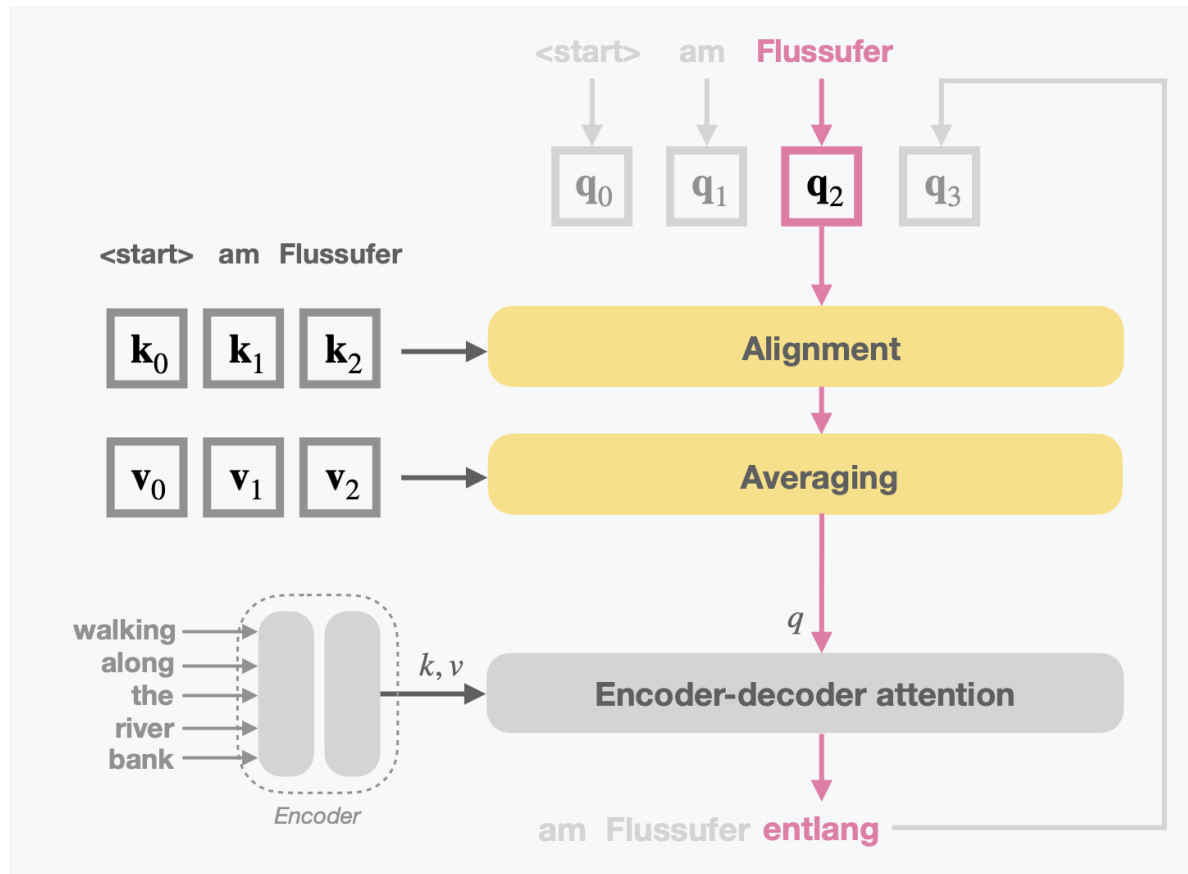 <start> am Flussufer
q0 q1 q2 q3
<start> am Flussufer
k0 k1 k2
Alignment
v0 v1 v2
Averaging
q
walking
along
the
river
bank
k, v
Encoder-decoder attention
Encoder
am Flussufer entlang